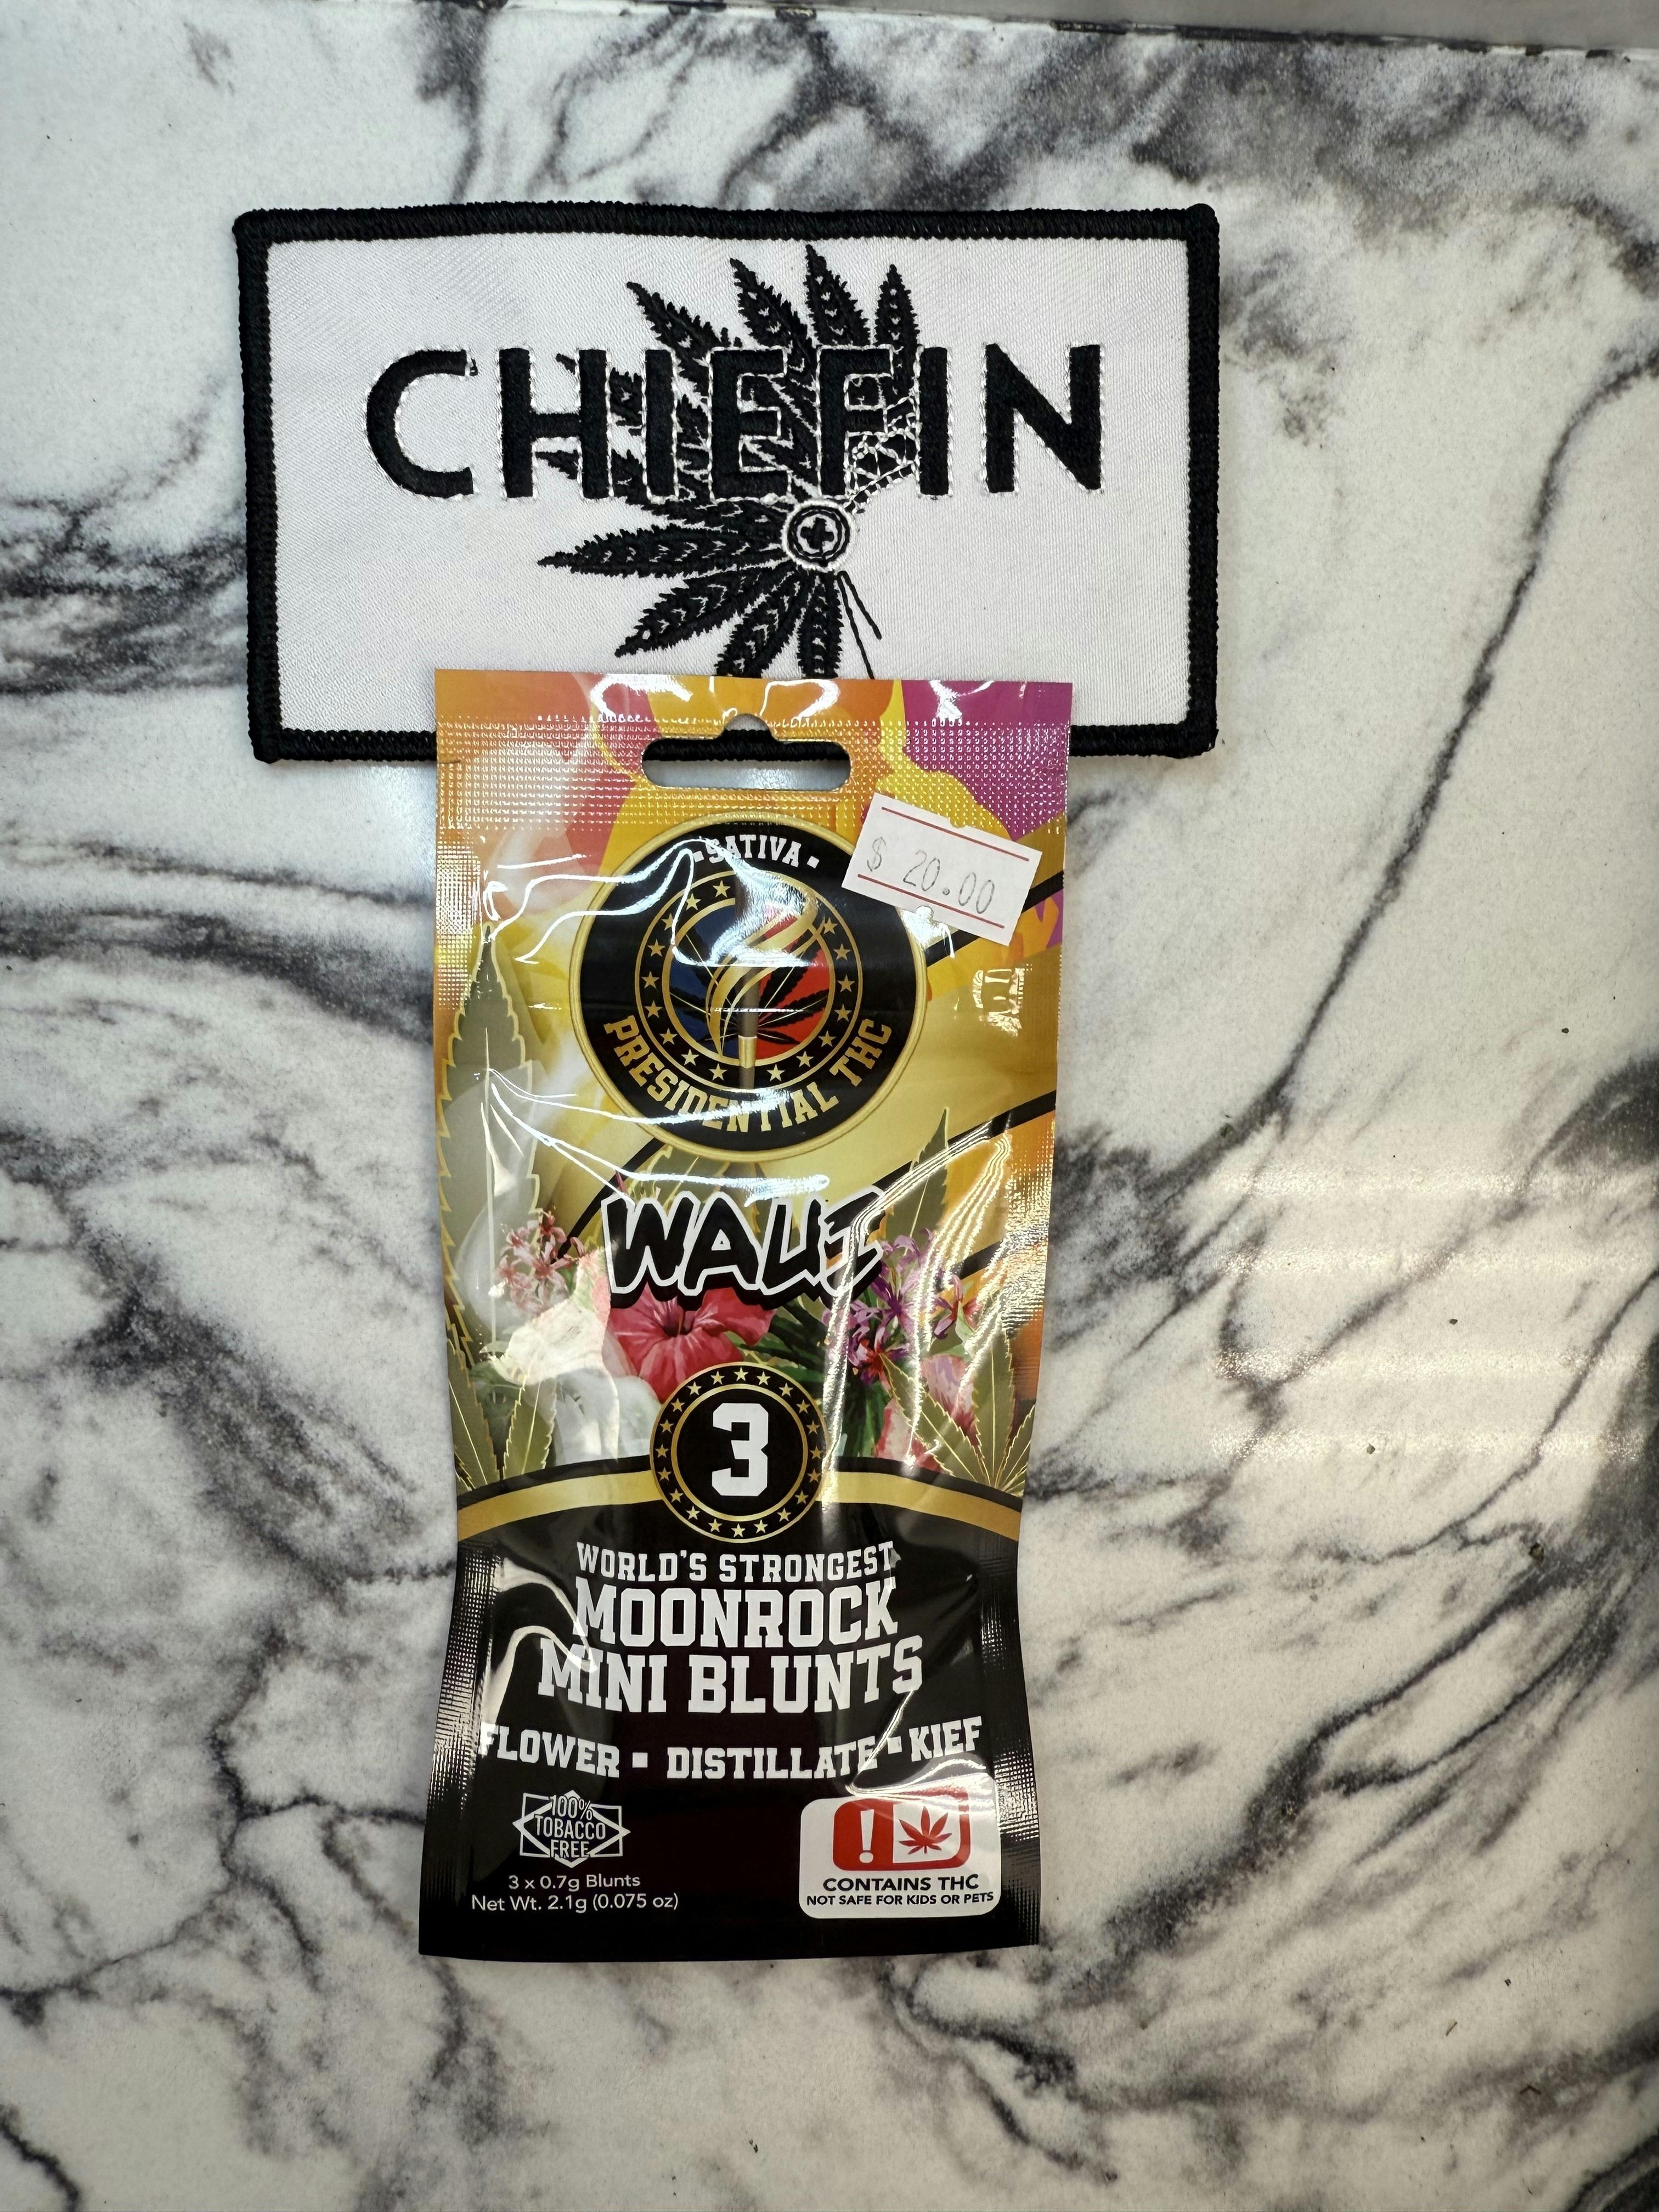 CHIEFIN
$ 20.00
▪SATIVA▪
PRESIDENTIAL THC
WAUI
3
WORLD'S STRONGEST
MOONROCK
MINI BLUNTS
FLOWER ▪ DISTILLATE ▪ KIEF
100%
TOBACCO
FREE
3 x 0.7g Blunts
Net Wt. 2.1g (0.075 oz)
!
CONTAINS THC
NOT SAFE FOR KIDS OR PETS